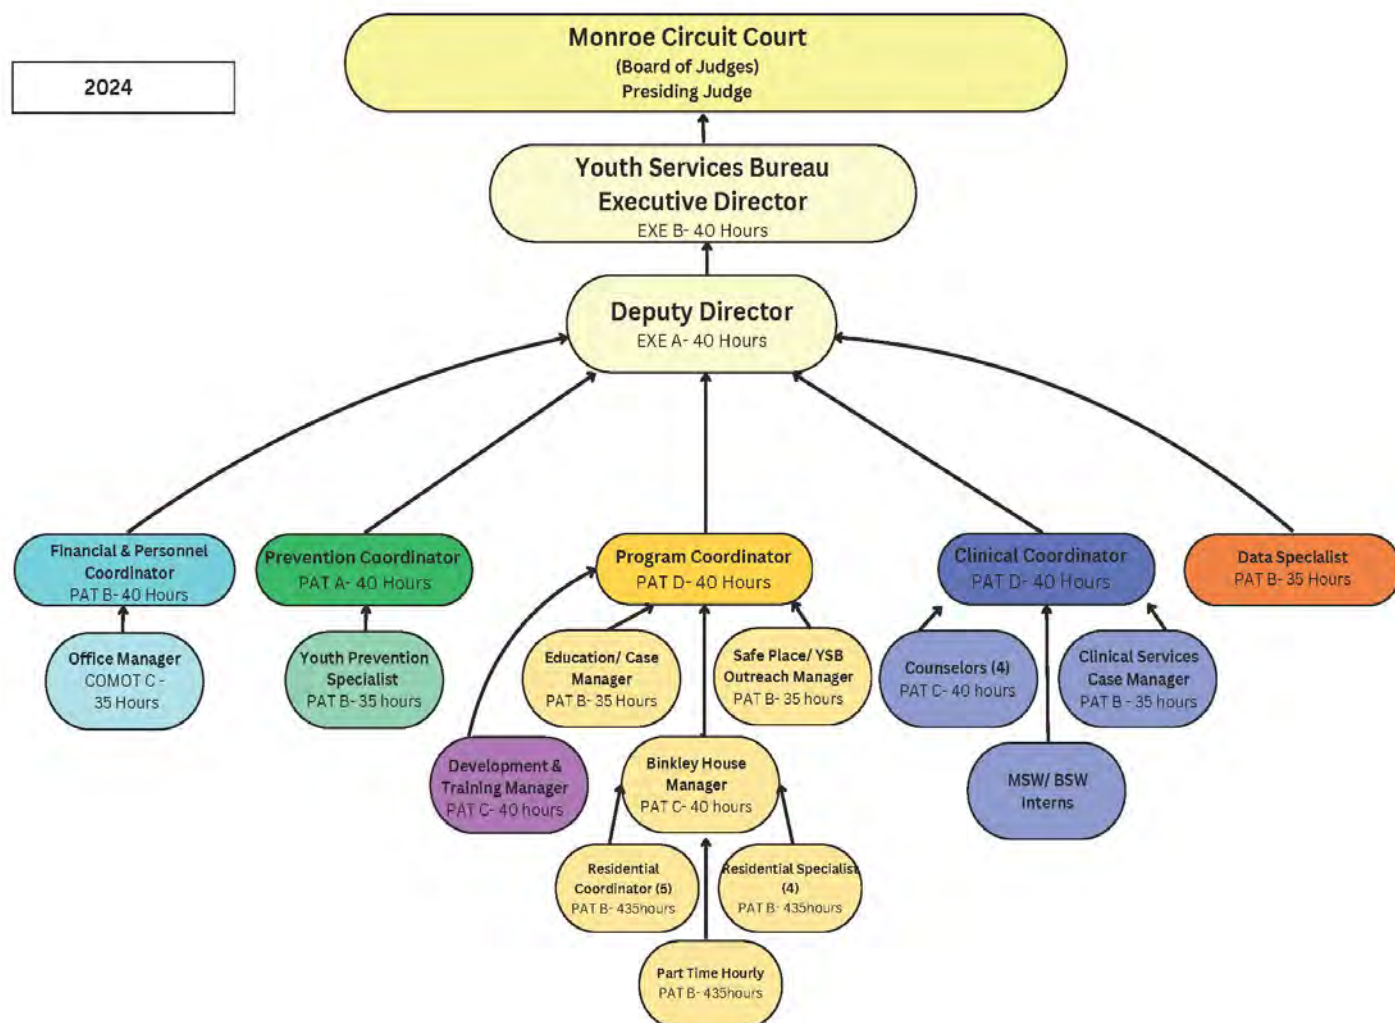 2024
Monroe Circuit Court
(Board of Judges)
Presiding Judge
Youth Services Bureau
Executive Director
EXE B- 40 Hours
Deputy Director
EXE A- 40 Hours
Financial & Personnel
Coordinator
PAT B- 40 Hours
Prevention Coordinator
PAT A- 40 Hours
Program Coordinator
PAT D- 40 Hours
Clinical Coordinator
PAT D- 40 Hours
Data Specialist
PAT B- 35 Hours
Office Manager
COMOT C -
35 Hours
Youth Prevention
Specialist
PAT B- 35 hours
Education/ Case
Manager
PAT B- 35 Hours
Safe Place/ YSB
Outreach Manager
PAT B- 35 hours
Counselors (4)
PAT C- 40 hours
Clinical Services
Case Manager
PAT B - 35 hours
Development &
Training Manager
PAT C- 40 hours
Binkley House
Manager
PAT C- 40 hours
MSW/ BSW
Interns
Residential
Coordinator (5)
PAT B- 435hours
Residential Specialist
(4)
PAT B- 435hours
Part Time Hourly
PAT B- 435hours